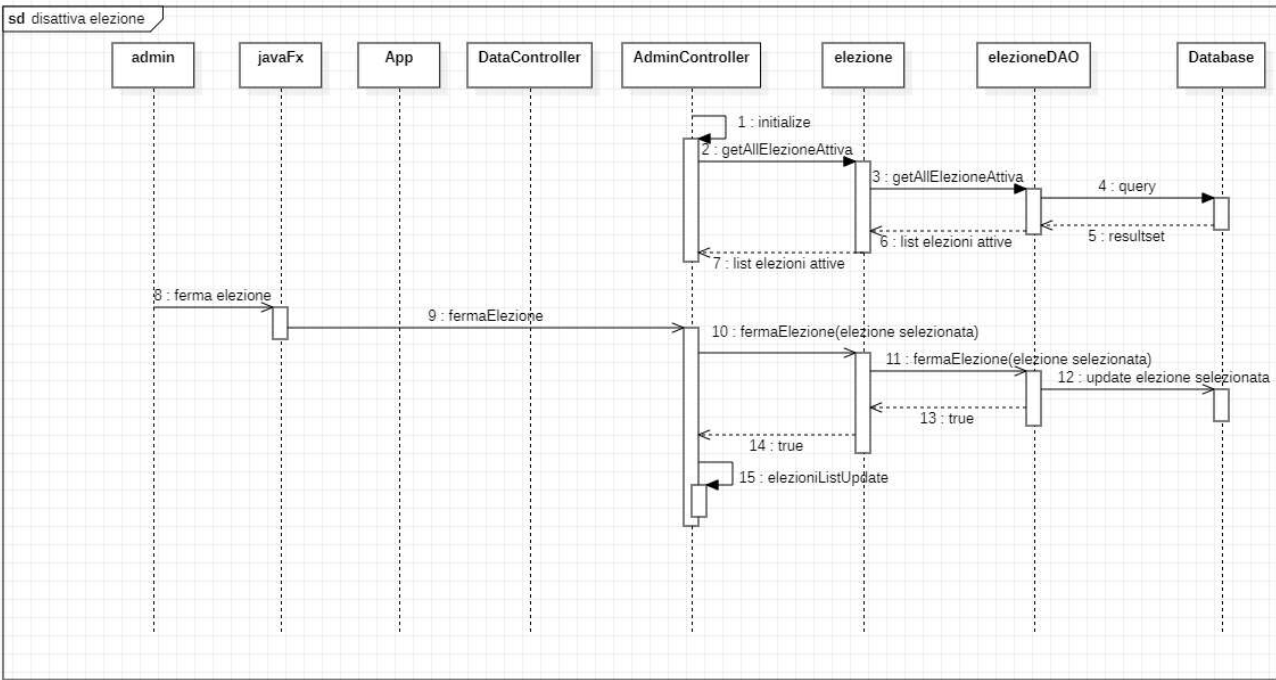 sd disattiva elezione
admin
javaFx
App
DataController
AdminController
elezione
elezioneDAO
Database
1 : initialize
2 : getAllElezioneAttiva
3 : getAllElezioneAttiva
4 : query
5 : resultset
6 : list elezioni attive
7 : list elezioni attive
8 : ferma elezione
9 : fermaElezione
10 : fermaElezione(elezione selezionata)
11 : fermaElezione(elezione selezionata)
12 : update elezione selezionata
13 : true
14 : true
15 : elezioniListUpdate